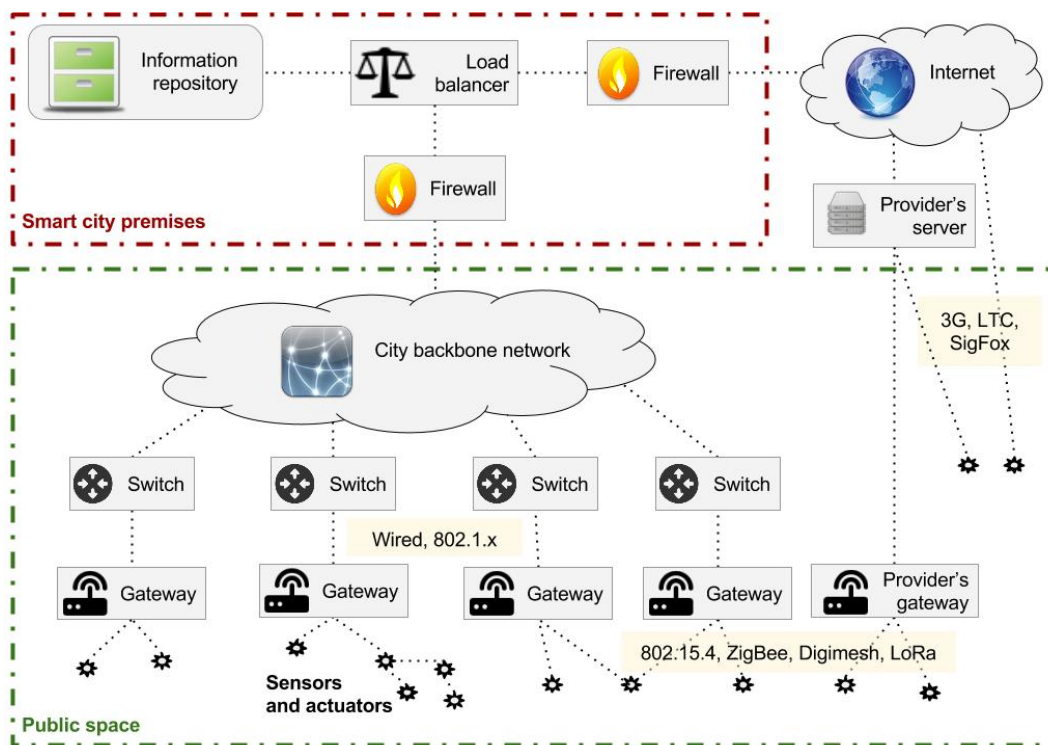 Information
repository
Load
balancer
Firewall
Internet
Firewall
Smart city premises
Provider's
server
3G, LTC,
SigFox
City backbone network
Switch
Switch
Switch
Switch
Wired, 802.1.x
Gateway
Gateway
Gateway
Gateway
Provider's
gateway
802.15.4, ZigBee, Digimesh, LoRa
Sensors
and actuators
Public space